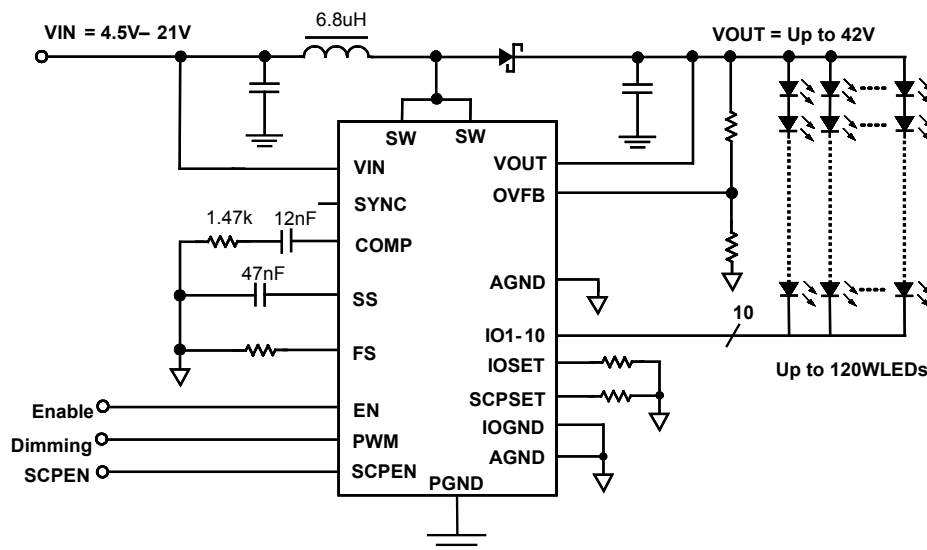 VIN = 4.5V– 21V
6.8uH
VOUT = Up to 42V
SW SW
VIN
VOUT
SYNC
OVFB
1.47k 12nF
COMP
47nF
SS
AGND
10
FS
IO1-10
IOSET
Up to 120WLEDs
SCPSET
Enable
EN
IOGND
Dimming
PWM
AGND
SCPEN
SCPEN
PGND